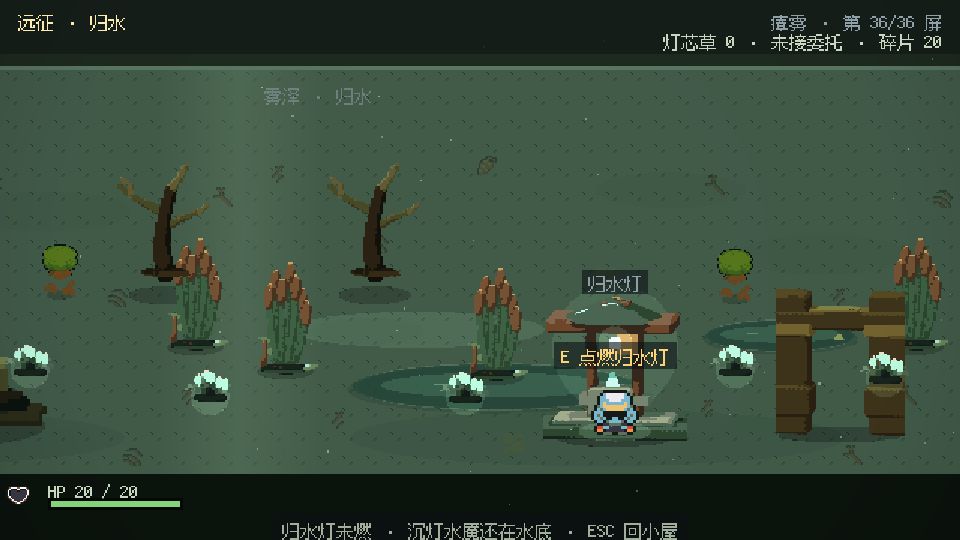 远征 · 归水
瘴雾 · 第 36/36 屏
灯芯草 0 · 未接委托 · 碎片 20
雾泽 · 归水
归水灯
E 点燃归水灯
HP 20 / 20
归水灯未燃 · 沉灯水魇还在水底 · ESC 回小屋